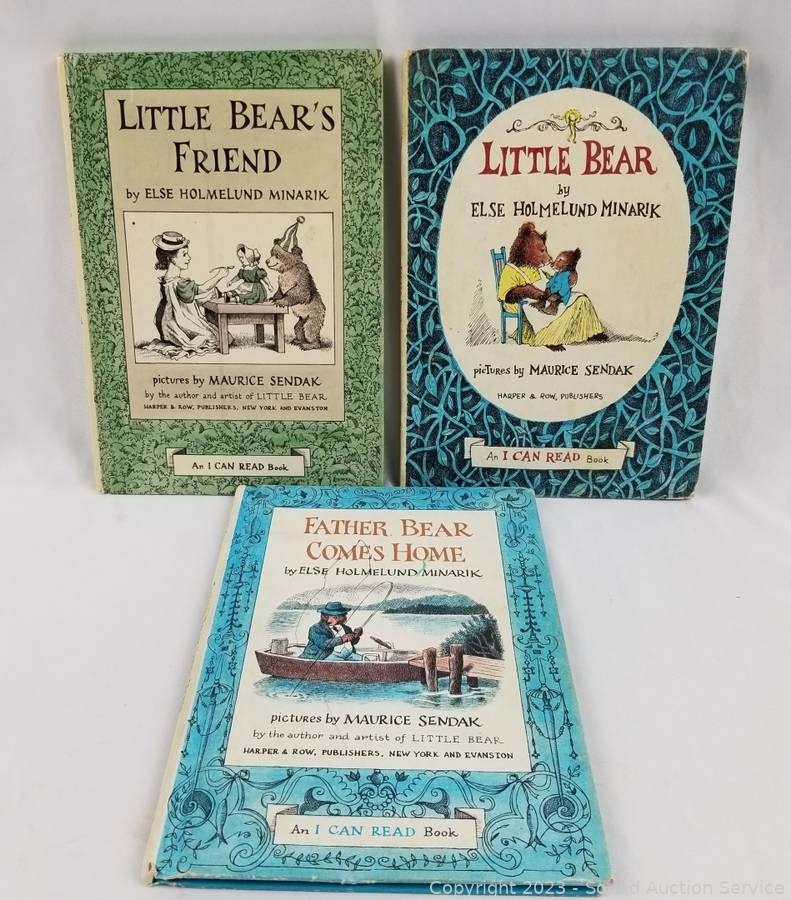 LITTLE BEAR'S
FRIEND
by ELSE HOLMELUND MINARIK
pictures by MAURICE SENDAK
by the author and artist of LITTLE BEAR
HARPER & ROW, PUBLISHERS, NEW YORK AND EVANSTON
An I CAN READ Book
LITTLE BEAR
by
ELSE HOLMELUND MINARIK
pictures by MAURICE SENDAK
HARPER & ROW, PUBLISHERS
An I CAN READ Book
FATHER BEAR
COMES HOME
by ELSE HOLMELUND MINARIK
pictures by MAURICE SENDAK
by the author and artist of LITTLE BEAR
HARPER & ROW, PUBLISHERS, NEW YORK AND EVANSTON
An I CAN READ Book
Copyright 2023 - Sound Auction Service